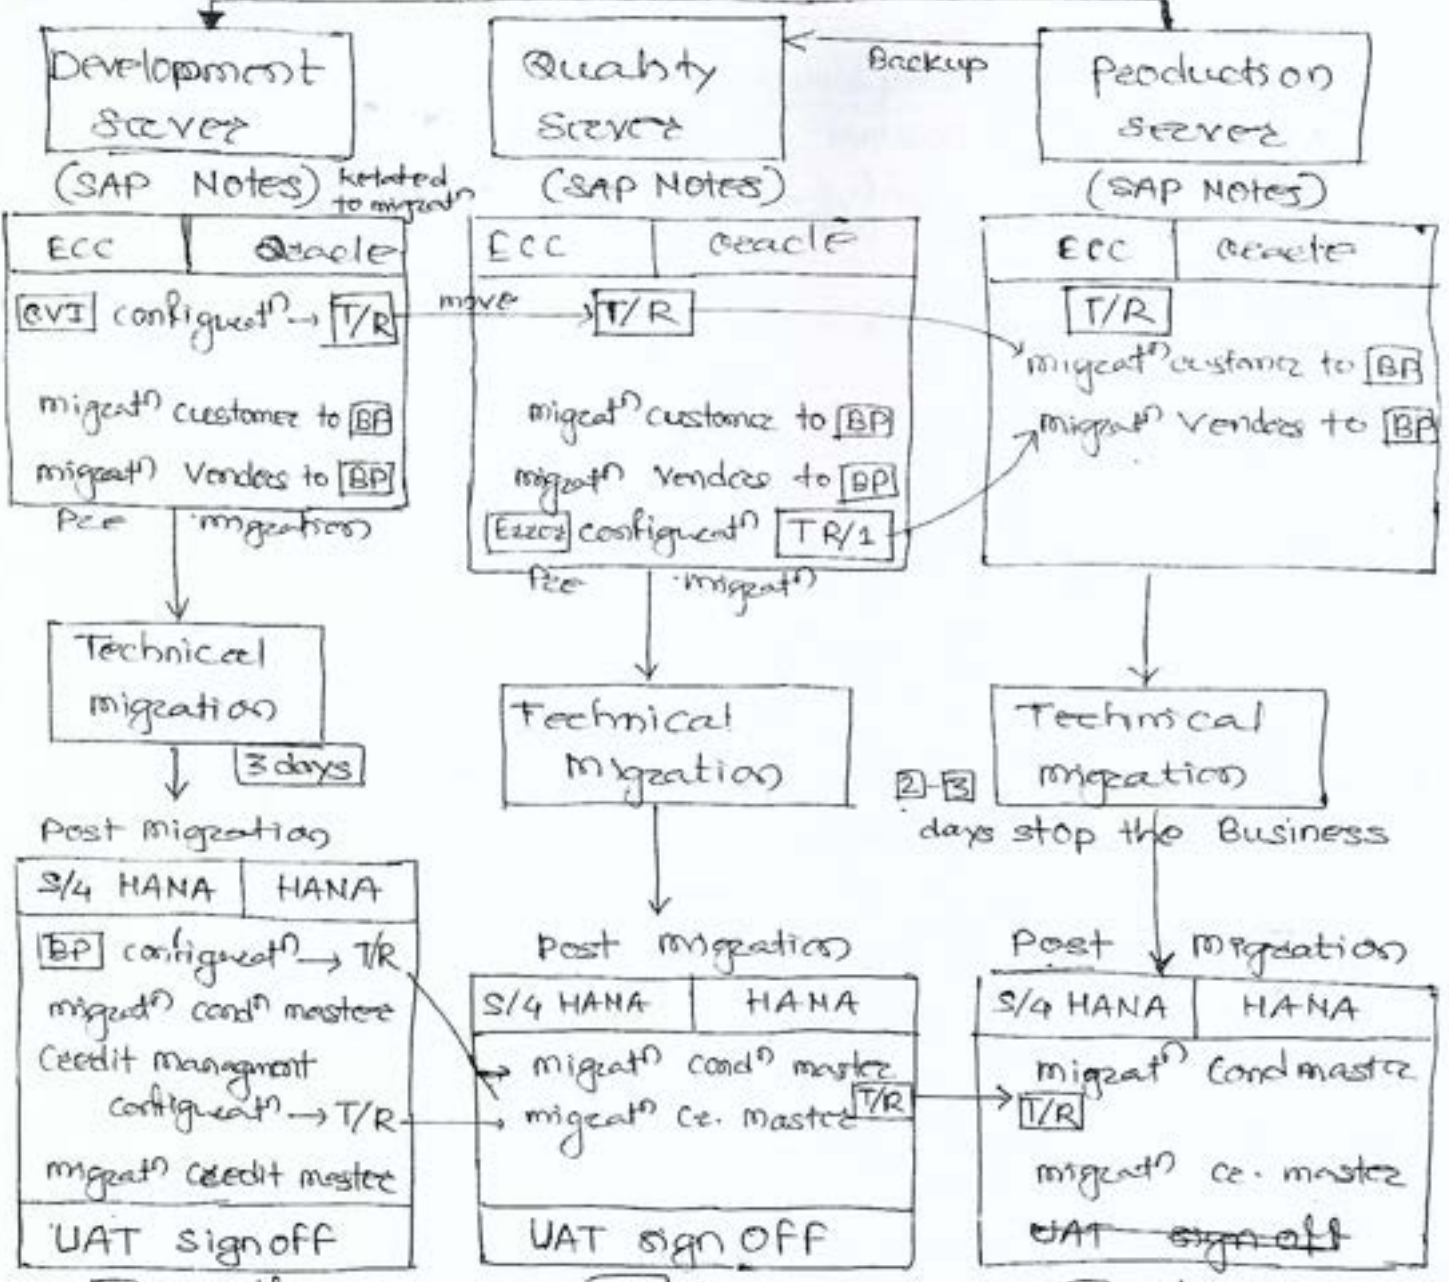 Development
Server
(SAP Notes) Related
to migratn
ECC Oracle
CVI configuratn → T/R
migratn customer to BP
migratn Vendors to BP
Pre migration
Technical
migration
3 days
Post Migration
S/4 HANA HANA
BP configuratn → T/R
migratn condn master
Credit Managment
configuratn → T/R
migratn credit master
UAT signoff
Quality
Server
(SAP Notes)
ECC Oracle
move
T/R
migratn customer to BP
migratn Vendors to BP
Error configuratn TR/1
Pre migratn
Technical
Migration
Post Migration
S/4 HANA HANA
migratn condn master
migratn cr. master T/R
UAT sign OFF
Backup
Production
Server
(SAP Notes)
ECC Oracle
T/R
migratn customer to BP
migratn Vendors to BP
Technical
migration
2-3
days stop the Business
Post Migration
S/4 HANA HANA
migratn Cond master
T/R
migratn cr. master
UAT sign off